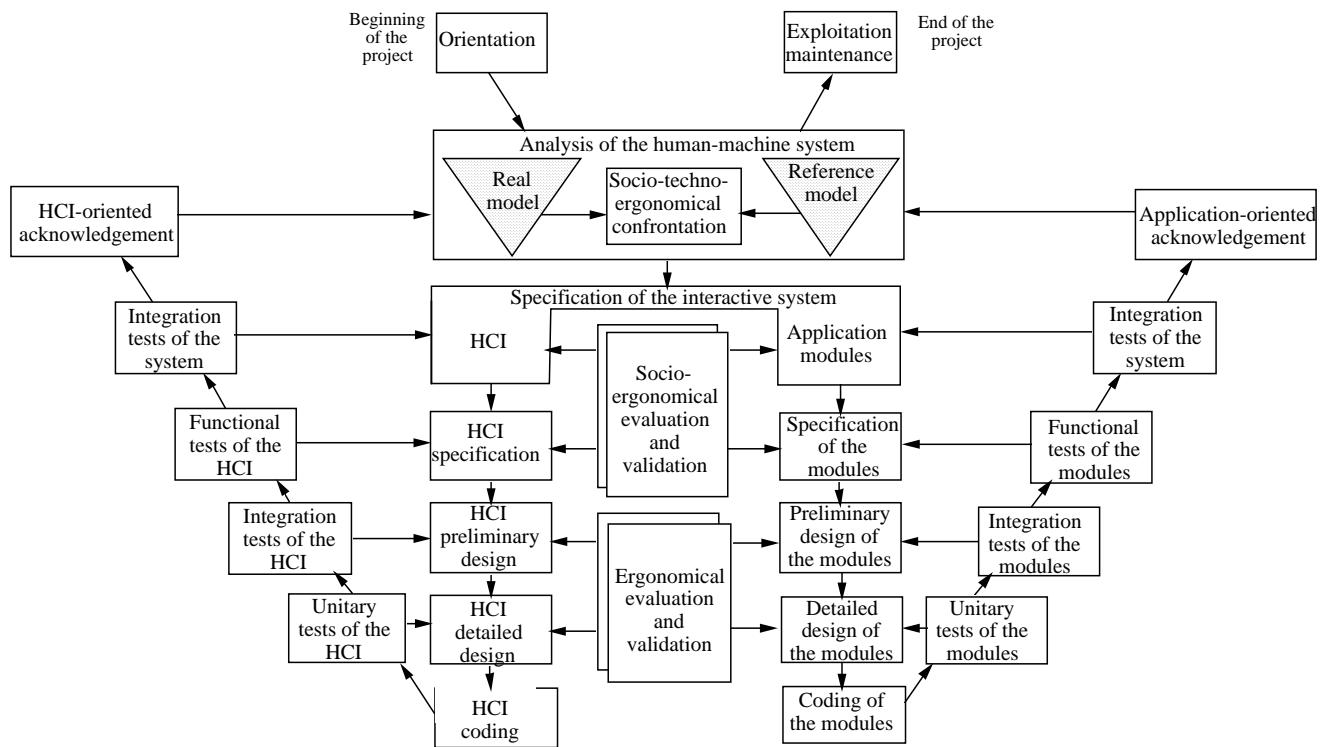 Beginning
of the
project
Orientation
Exploitation
maintenance
End of the
project
Analysis of the human-machine system
Real
model
Socio-techno-
ergonomical
confrontation
Reference
model
HCI-oriented
acknowledgement
Application-oriented
acknowledgement
Specification of the interactive system
HCI
Application
modules
Integration
tests of the
system
Integration
tests of the
system
Socio-
ergonomical
evaluation
and
validation
Functional
tests of the
HCI
HCI
specification
Specification
of the
modules
Functional
tests of the
modules
Integration
tests of the
HCI
HCI
preliminary
design
Preliminary
design of
the modules
Integration
tests of the
modules
Ergonomical
evaluation
and
validation
Unitary
tests of the
HCI
HCI
detailed
design
Detailed
design of
the modules
Unitary
tests of the
modules
HCI
coding
Coding of
the modules